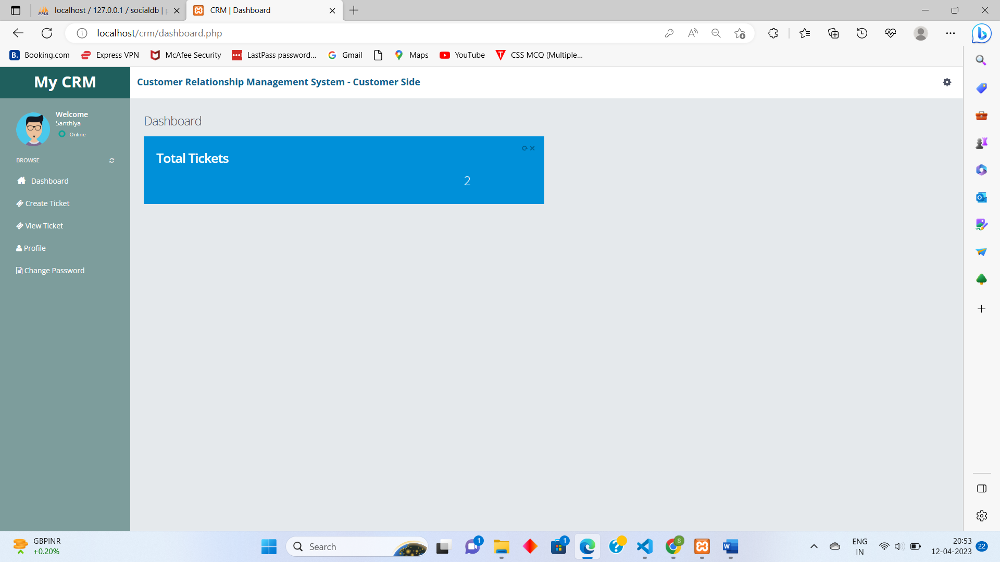 localhost / 127.0.0.1 / socialdb |
CRM | Dashboard
localhost/crm/dashboard.php
Booking.com
Express VPN
McAfee Security
LastPass password...
Gmail
Maps
YouTube
CSS MCQ (Multiple...
My CRM
Customer Relationship Management System - Customer Side
Welcome
Santhiya
Online
BROWSE
Dashboard
Create Ticket
View Ticket
Profile
Change Password
Dashboard
Total Tickets
2
GBPINR
+0.20%
Search
1
1
S
ENG
IN
20:53
12-04-2023
22